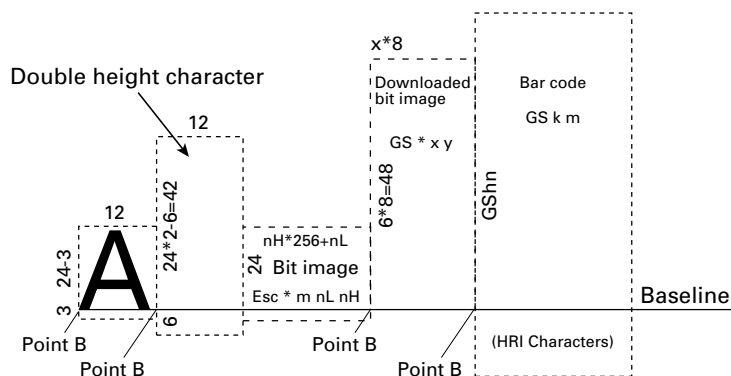 x*8
Double height character
Downloaded
bit image
Bar code
GS k m
12
GS * x y
24*2-6=42
6*8=48
GShn
12
A
24-3
3
nH*256+nL
24
Bit image
Esc * m nL nH
6
Baseline
Point B
Point B
Point B
Point B
(HRI Characters)